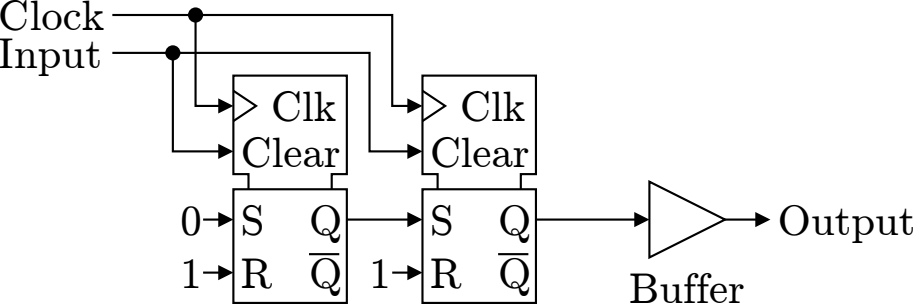 Clock
Input
Clk
Clk
Clear
Clear
0
S
Q
S
Q
Output
1
R
Q̅
1
R
Q̅
Buffer